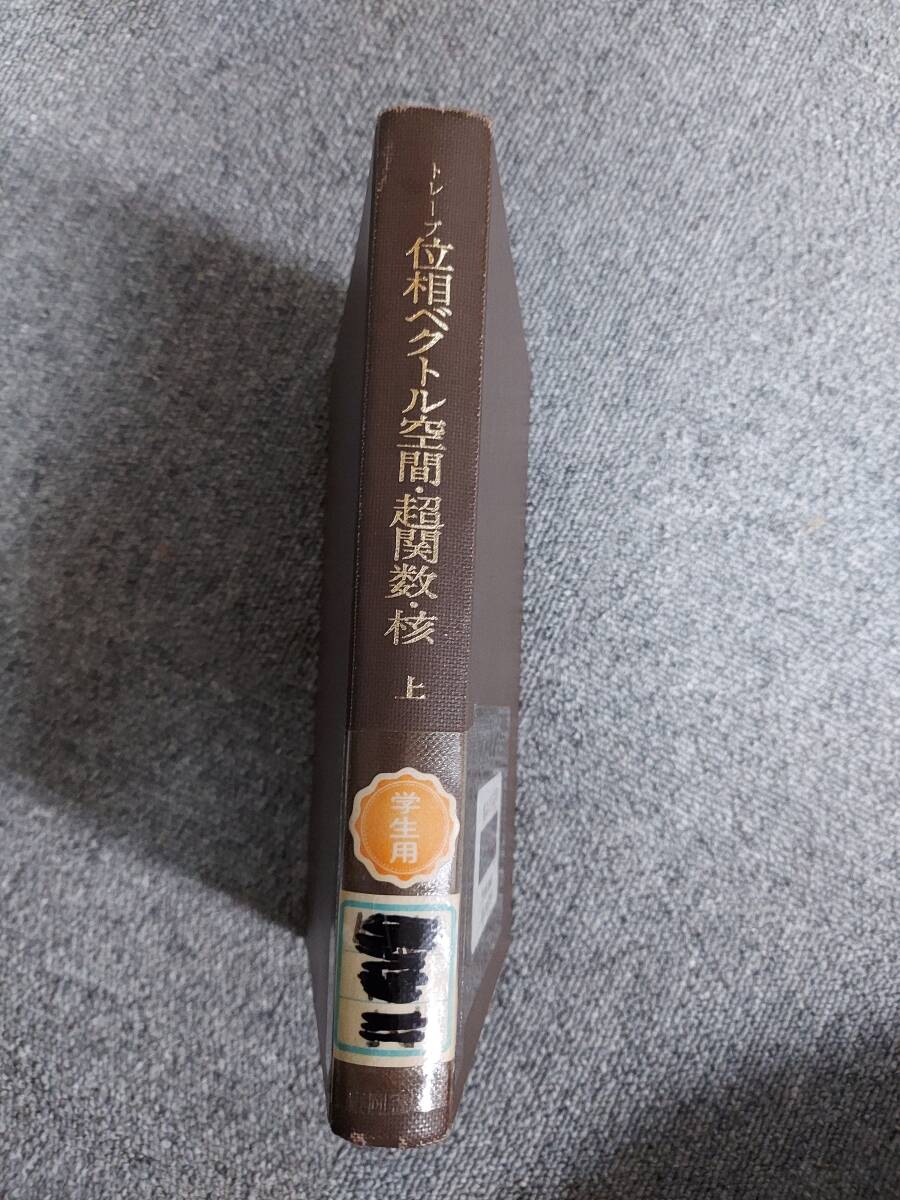 トレーブ
位相ベクトル空間・超関数・核
上
学生用